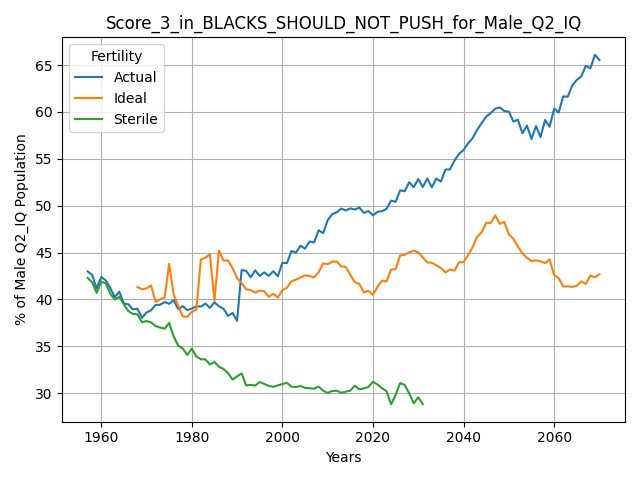 Score_3_in_BLACKS_SHOULD_NOT_PUSH_for_Male_Q2_IQ
Fertility
Actual
Ideal
Sterile
% of Male Q2_IQ Population
65
60
55
50
45
40
35
30
1960
1980
2000
2020
2040
2060
Years